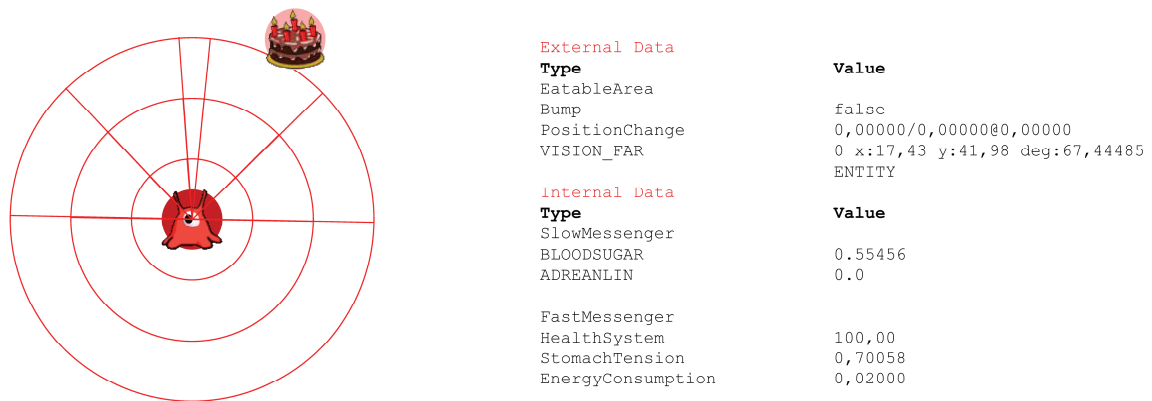 External Data
Type Value
EatableArea
Bump false
PositionChange 0,00000/0,00000@0,00000
VISION_FAR 0 x:17,43 y:41,98 deg:67,44485
ENTITY
Internal Data
Type Value
SlowMessenger
BLOODSUGAR 0.55456
ADREANLIN 0.0
FastMessenger
HealthSystem 100,00
StomachTension 0,70058
EnergyConsumption 0,02000